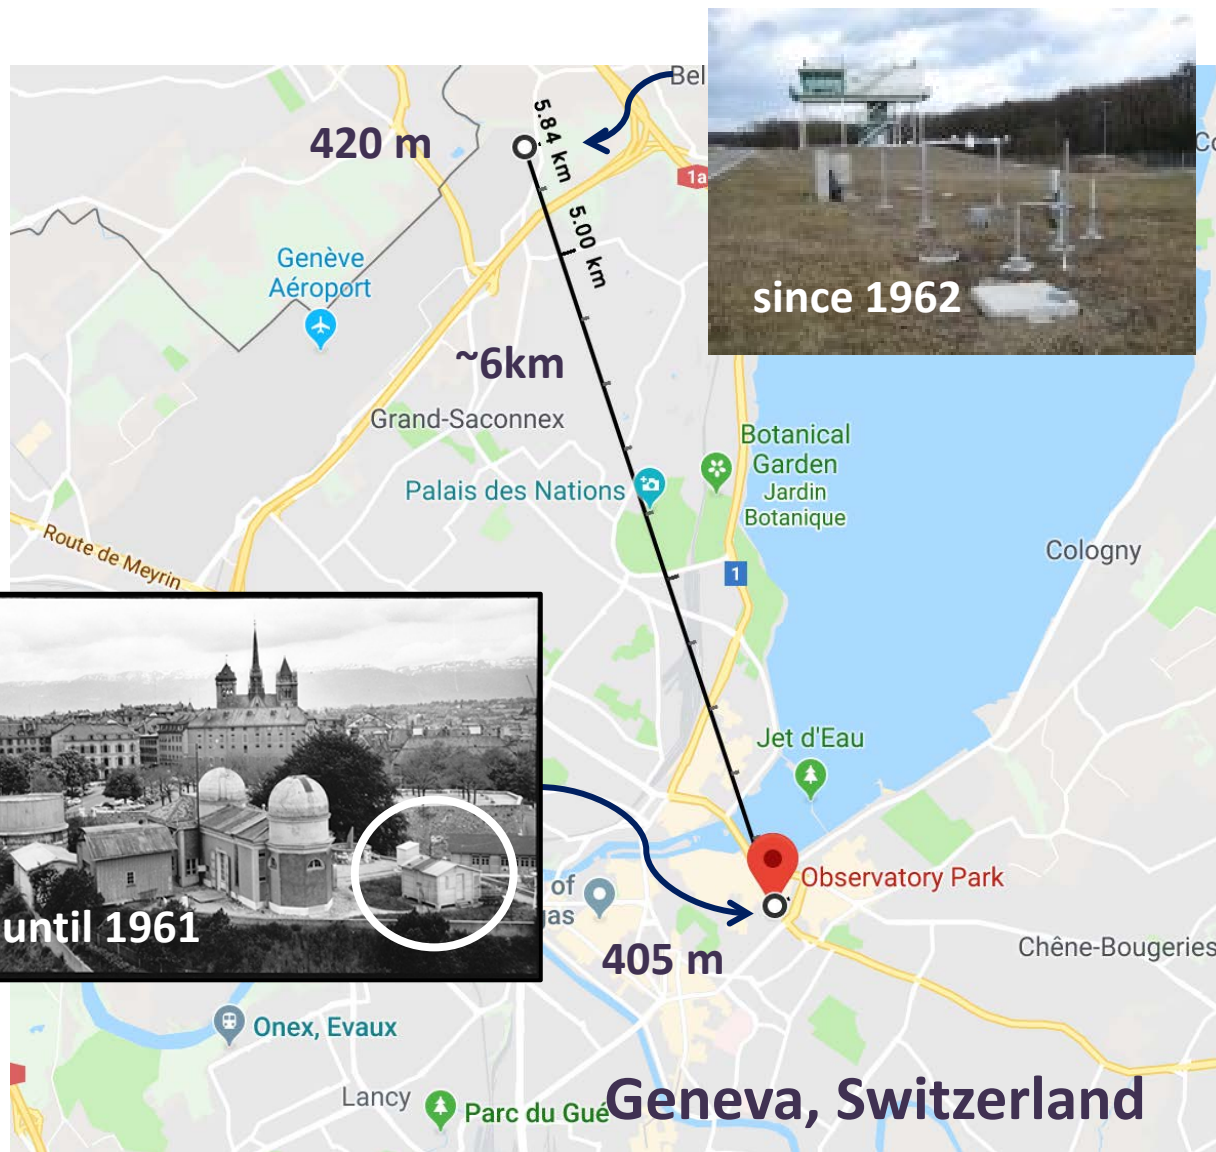 Bel
420 m
5.84 km
1a
5.00 km
Genève
Aéroport
since 1962
~6km
Grand-Saconnex
Botanical
Garden
Jardin
Botanique
Palais des Nations
Route de Meyrin
Cologny
1
Jet d'Eau
Observatory Park
of
as
until 1961
405 m
Chêne-Bougeries
Onex, Evaux
Lancy
Parc du Gué
Geneva, Switzerland